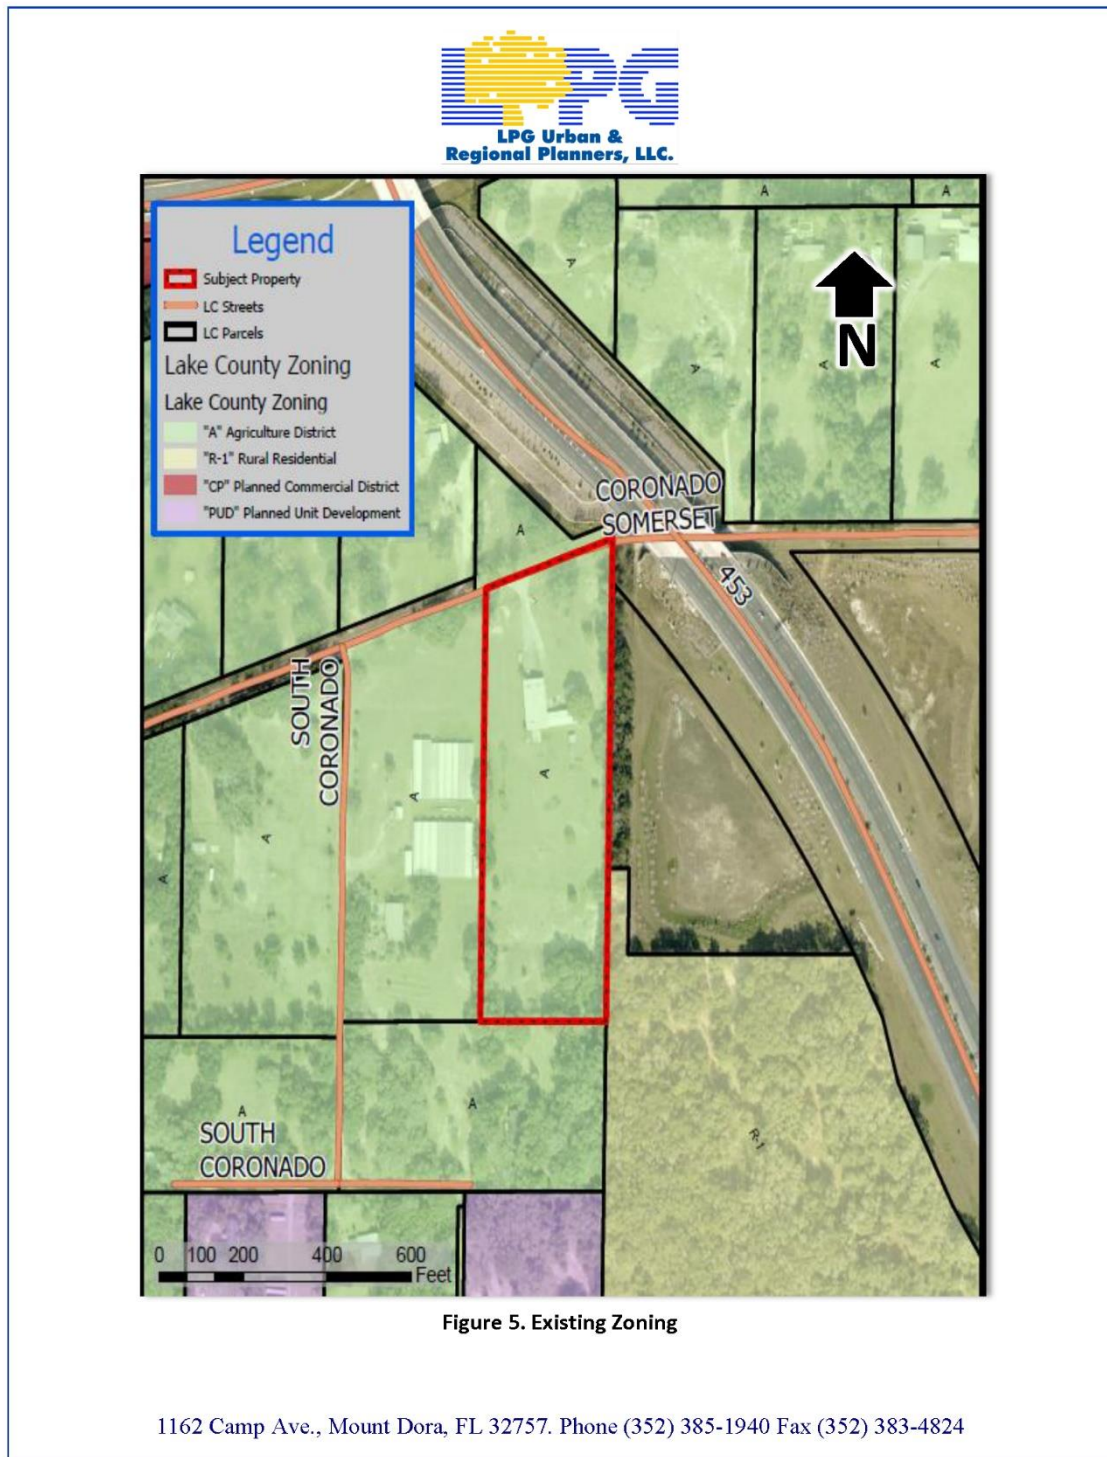 LPG
LPG Urban &
Regional Planners, LLC.
Legend
Subject Property
LC Streets
LC Parcels
Lake County Zoning
Lake County Zoning
"A" Agriculture District
"R-1" Rural Residential
"CP" Planned Commercial District
"PUD" Planned Unit Development
A
A
A
A
A
A
N
CORONADO
SOMERSET
A
453
SOUTH
CORONADO
A
A
A
A
A
A
R-1
SOUTH
CORONADO
0 100 200 400 600
Feet
Figure 5. Existing Zoning
1162 Camp Ave., Mount Dora, FL 32757. Phone (352) 385-1940 Fax (352) 383-4824